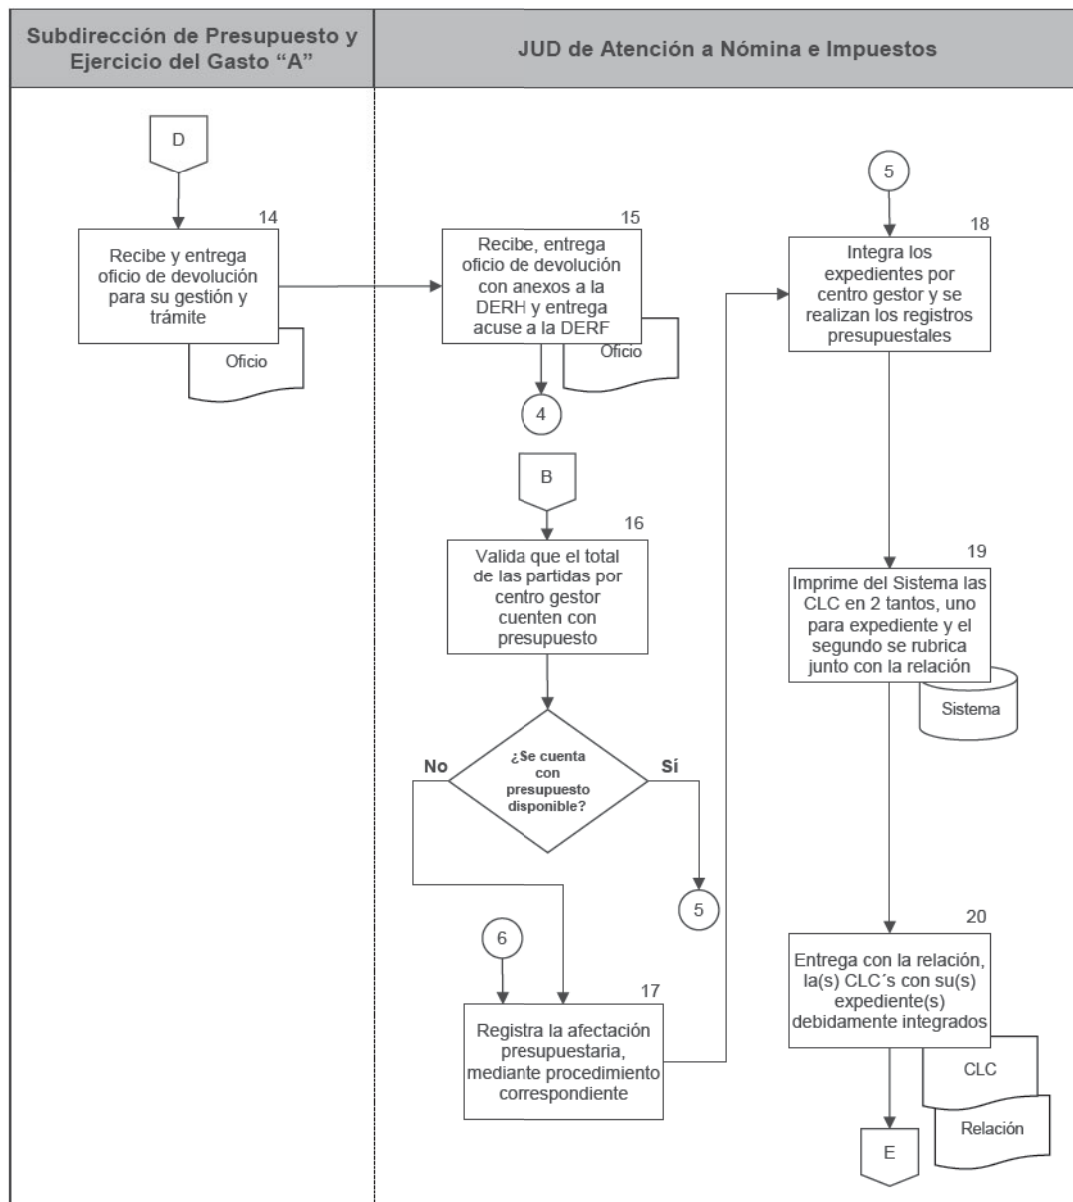 Subdirección de Presupuesto y
Ejercicio del Gasto “A”
JUD de Atención a Nómina e Impuestos
D
14
Recibe y entrega
oficio de devolución
para su gestión y
trámite
Oficio
15
Recibe, entrega
oficio de devolución
con anexos a la
DERH y entrega
acuse a la DERF
Oficio
4
B
16
Valida que el total
de las partidas por
centro gestor
cuenten con
presupuesto
¿Se cuenta
con
presupuesto
disponible?
No
Sí
5
6
17
Registra la afectación
presupuestaria,
mediante procedimiento
correspondiente
5
18
Integra los
expedientes por
centro gestor y se
realizan los registros
presupuestales
19
Imprime del Sistema las
CLC en 2 tantos, uno
para expediente y el
segundo se rubrica
junto con la relación
Sistema
20
Entrega con la relación,
la(s) CLC´s con su(s)
expediente(s)
debidamente integrados
CLC
Relación
E